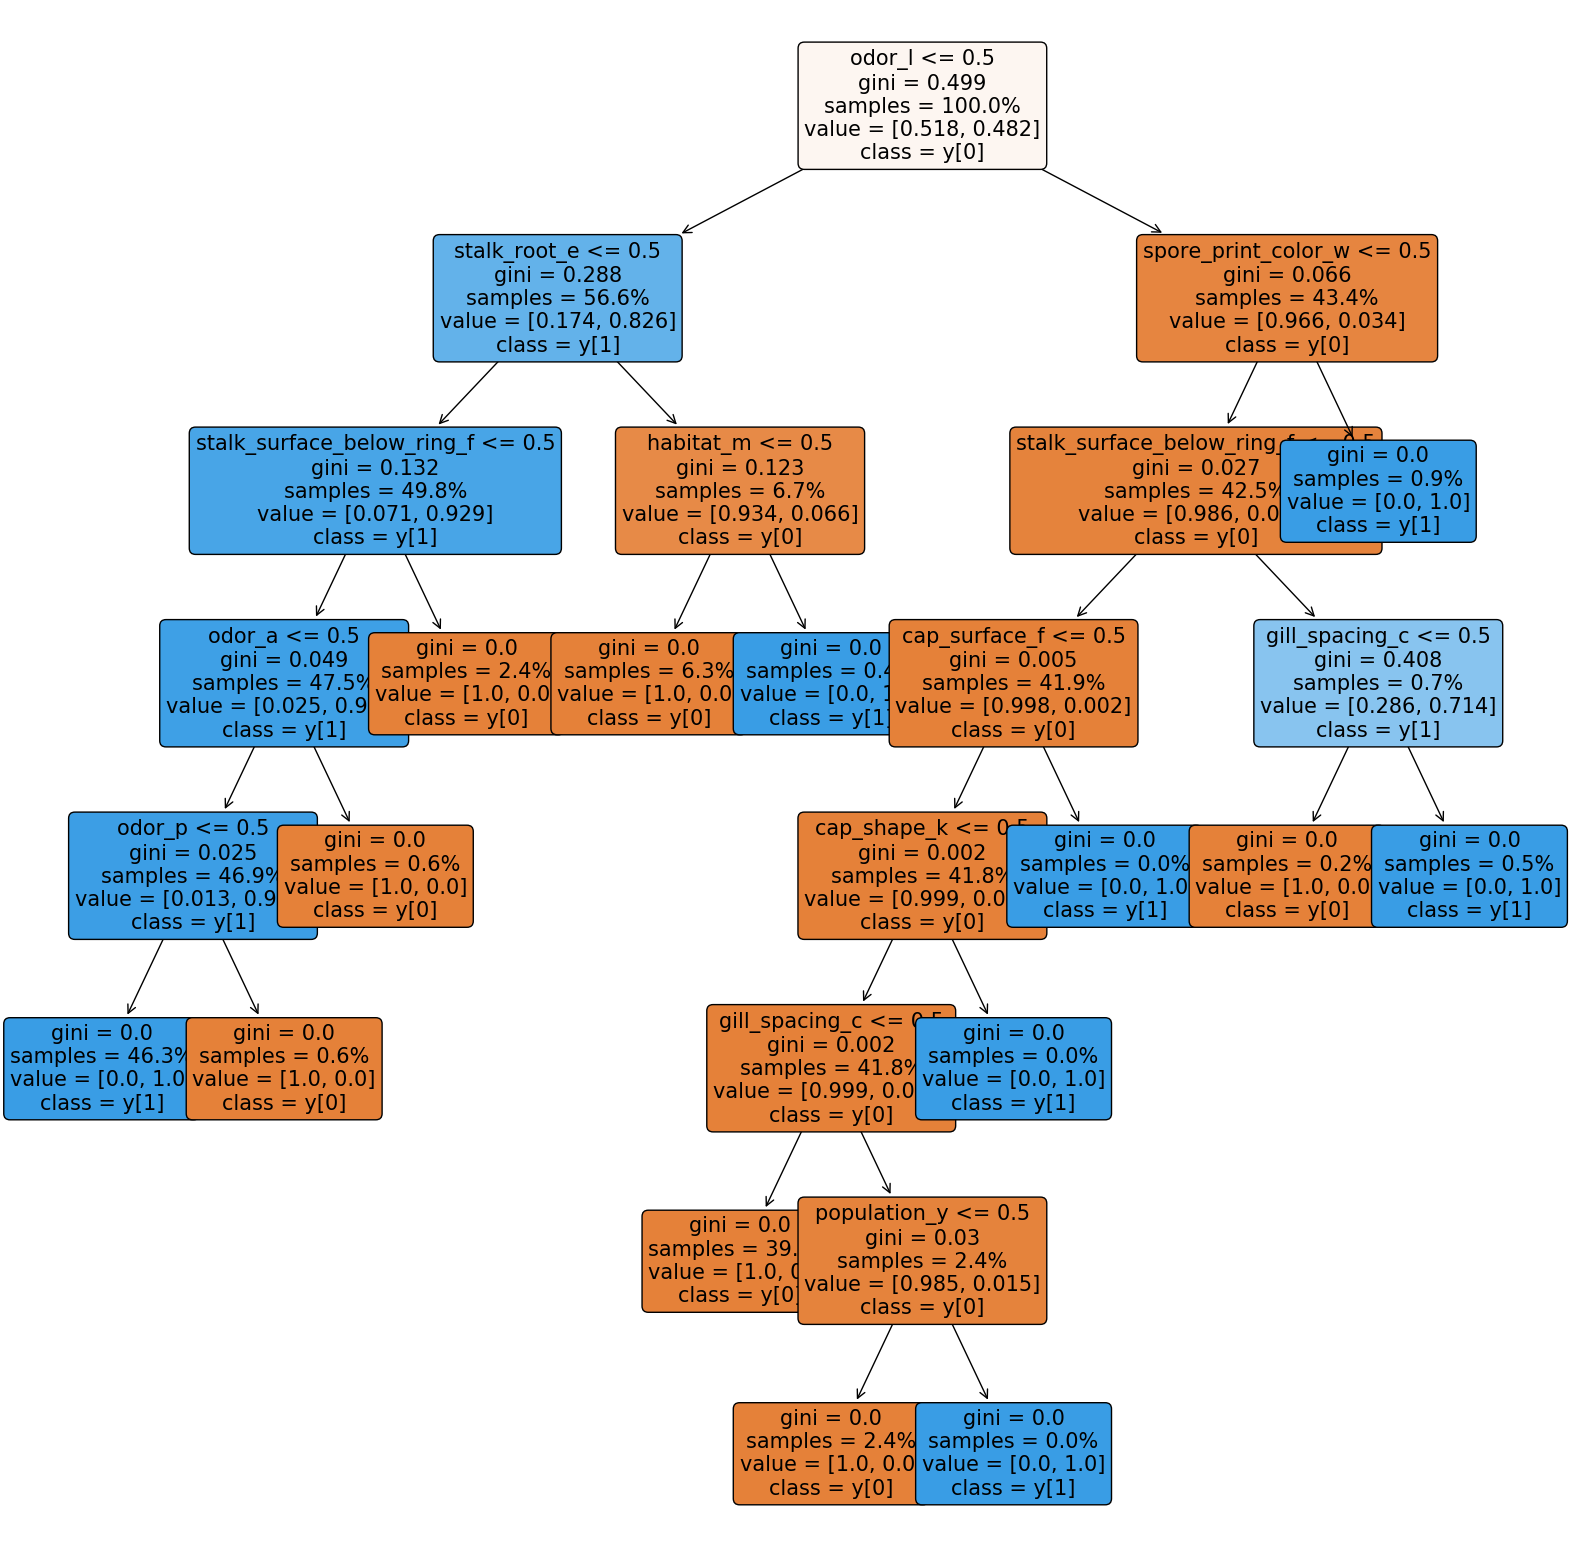 odor_l <= 0.5
gini = 0.499
samples = 100.0%
value = [0.518, 0.482]
class = y[0]
stalk_root_e <= 0.5
gini = 0.288
samples = 56.6%
value = [0.174, 0.826]
class = y[1]
spore_print_color_w <= 0.5
gini = 0.066
samples = 43.4%
value = [0.966, 0.034]
class = y[0]
stalk_surface_below_ring_f <= 0.5
gini = 0.132
samples = 49.8%
value = [0.071, 0.929]
class = y[1]
habitat_m <= 0.5
gini = 0.123
samples = 6.7%
value = [0.934, 0.066]
class = y[0]
stalk_surface_below_ring
gini = 0.027
samples = 42.5%
value = [0.986, 0.0
class = y[0]
gini = 0.0
samples = 0.9%
value = [0.0, 1.0]
class = y[1]
odor_a <= 0.5
gini = 0.049
samples = 47.5%
value = [0.025, 0.9
class = y[1]
gini = 0.0
samples = 2.4%
value = [1.0, 0.0
class = y[0]
gini = 0.0
samples = 6.3%
value = [1.0, 0.0
class = y[0]
gini = 0.0
samples = 0.4
value = [0.0,
class = y[1]
cap_surface_f <= 0.5
gini = 0.005
samples = 41.9%
value = [0.998, 0.002]
class = y[0]
gill_spacing_c <= 0.5
gini = 0.408
samples = 0.7%
value = [0.286, 0.714]
class = y[1]
odor_p <= 0.5
gini = 0.025
samples = 46.9%
value = [0.013, 0.9
class = y[1]
gini = 0.0
samples = 0.6%
value = [1.0, 0.0]
class = y[0]
cap_shape_k <= 0.5
gini = 0.002
samples = 41.8%
value = [0.999, 0.0
class = y[0]
gini = 0.0
samples = 0.0%
value = [0.0, 1.0
class = y[1]
gini = 0.0
samples = 0.2%
value = [1.0, 0.0
class = y[0]
gini = 0.0
samples = 0.5%
value = [0.0, 1.0]
class = y[1]
gini = 0.0
samples = 46.3%
value = [0.0, 1.0
class = y[1]
gini = 0.0
samples = 0.6%
value = [1.0, 0.0]
class = y[0]
gill_spacing_c <= 0.5
gini = 0.002
samples = 41.8%
value = [0.999, 0.0
class = y[0]
gini = 0.0
samples = 0.0%
value = [0.0, 1.0]
class = y[1]
gini = 0.0
samples = 39.
value = [1.0,
class = y[0]
population_y <= 0.5
gini = 0.03
samples = 2.4%
value = [0.985, 0.015]
class = y[0]
gini = 0.0
samples = 2.4%
value = [1.0, 0.0
class = y[0]
gini = 0.0
samples = 0.0%
value = [0.0, 1.0]
class = y[1]